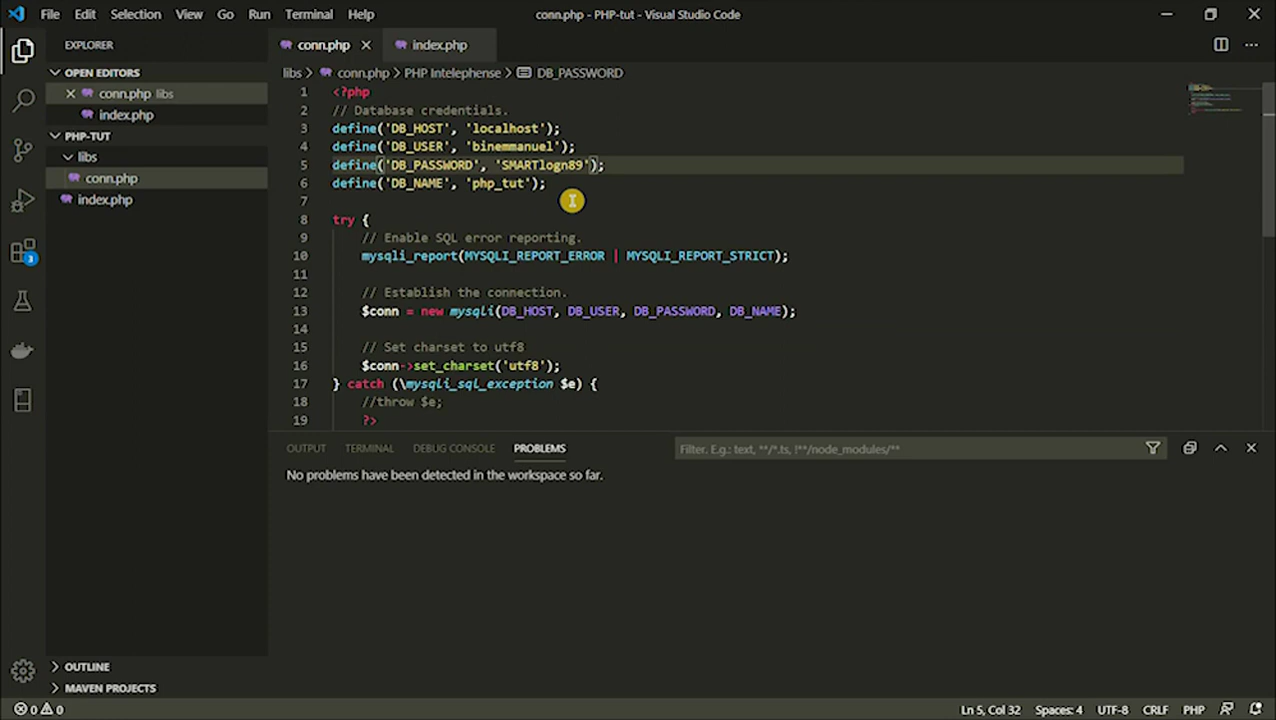 File Edit Selection View Go Run Terminal Help conn.php - PHP-tut - Visual Studio Code
EXPLORER
OPEN EDITORS
conn.php libs
index.php
PHP-TUT
libs
conn.php
index.php
OUTLINE
MAVEN PROJECTS
3
conn.php index.php
libs > conn.php > PHP Intelephense > DB_PASSWORD
1 <?php
2 // Database credentials.
3 define('DB_HOST', 'localhost');
4 define('DB_USER', 'binemmanuel');
5 define('DB_PASSWORD', 'SMARTlogn89');
6 define('DB_NAME', 'php_tut');
7
8 try {
9 // Enable SQL error reporting.
10 mysqli_report(MYSQLI_REPORT_ERROR | MYSQLI_REPORT_STRICT);
11
12 // Establish the connection.
13 $conn = new mysqli(DB_HOST, DB_USER, DB_PASSWORD, DB_NAME);
14
15 // Set charset to utf8
16 $conn->set_charset('utf8');
17 } catch (\mysqli_sql_exception $e) {
18 //throw $e;
19 ?>
OUTPUT TERMINAL DEBUG CONSOLE PROBLEMS Filter. E.g.: text, **/*.ts, !**/node_modules/**
No problems have been detected in the workspace so far.
0 0 Ln 5, Col 32 Spaces: 4 UTF-8 CRLF PHP